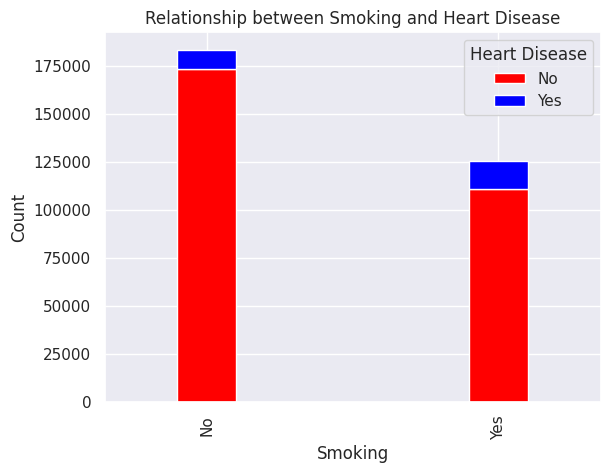 Relationship between Smoking and Heart Disease
Heart Disease
No
Yes
175000
150000
125000
100000
75000
50000
25000
0
Count
No
Yes
Smoking